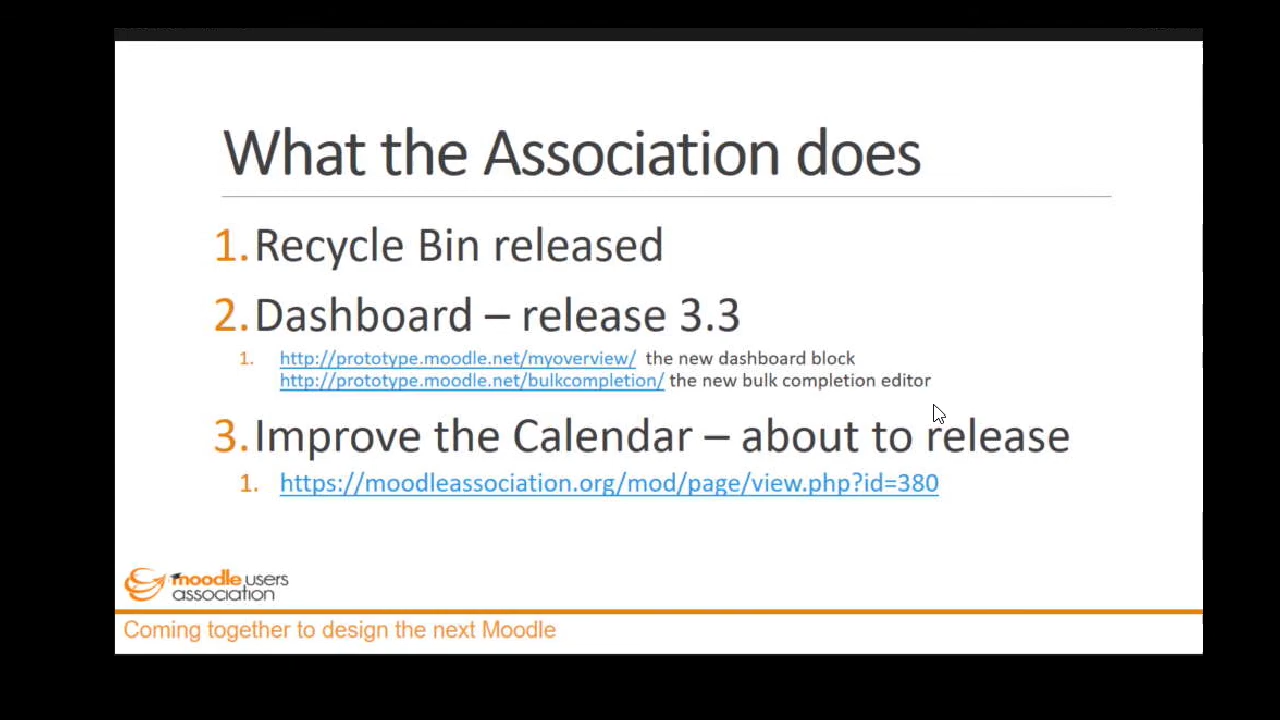 What the Association does
1. Recycle Bin released
2. Dashboard – release 3.3
1. http://prototype.moodle.net/myoverview/ the new dashboard block
http://prototype.moodle.net/bulkcompletion/ the new bulk completion editor
3. Improve the Calendar – about to release
1. https://moodleassociation.org/mod/page/view.php?id=380
moodle users
association
Coming together to design the next Moodle